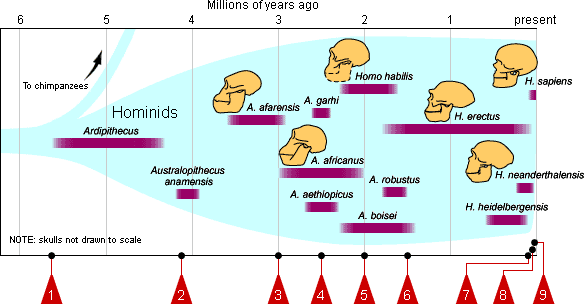 Millions of years ago
6 5 4 3 2 1 present
To chimpanzees
Hominids
Ardipithecus
Australopithecus
anamensis
A. afarensis
A. garhi
Homo habilis
H. sapiens
H. erectus
A. africanus
A. aethiopicus
A. robustus
A. boisei
H. neanderthalensis
H. heidelbergensis
NOTE: skulls not drawn to scale
1 2 3 4 5 6 7 8 9